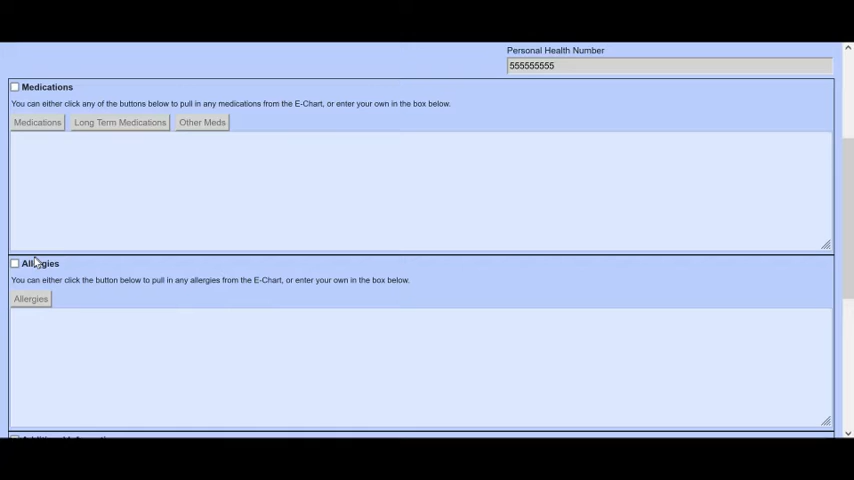 Personal Health Number
555555555
Medications
You can either click any of the buttons below to pull in any medications from the E-Chart, or enter your own in the box below.
Medications Long Term Medications Other Meds
Allergies
You can either click the button below to pull in any allergies from the E-Chart, or enter your own in the box below.
Allergies